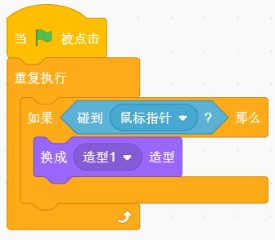 当 被点击
重复执行
如果 碰到 鼠标指针 ? 那么
换成 造型1 造型